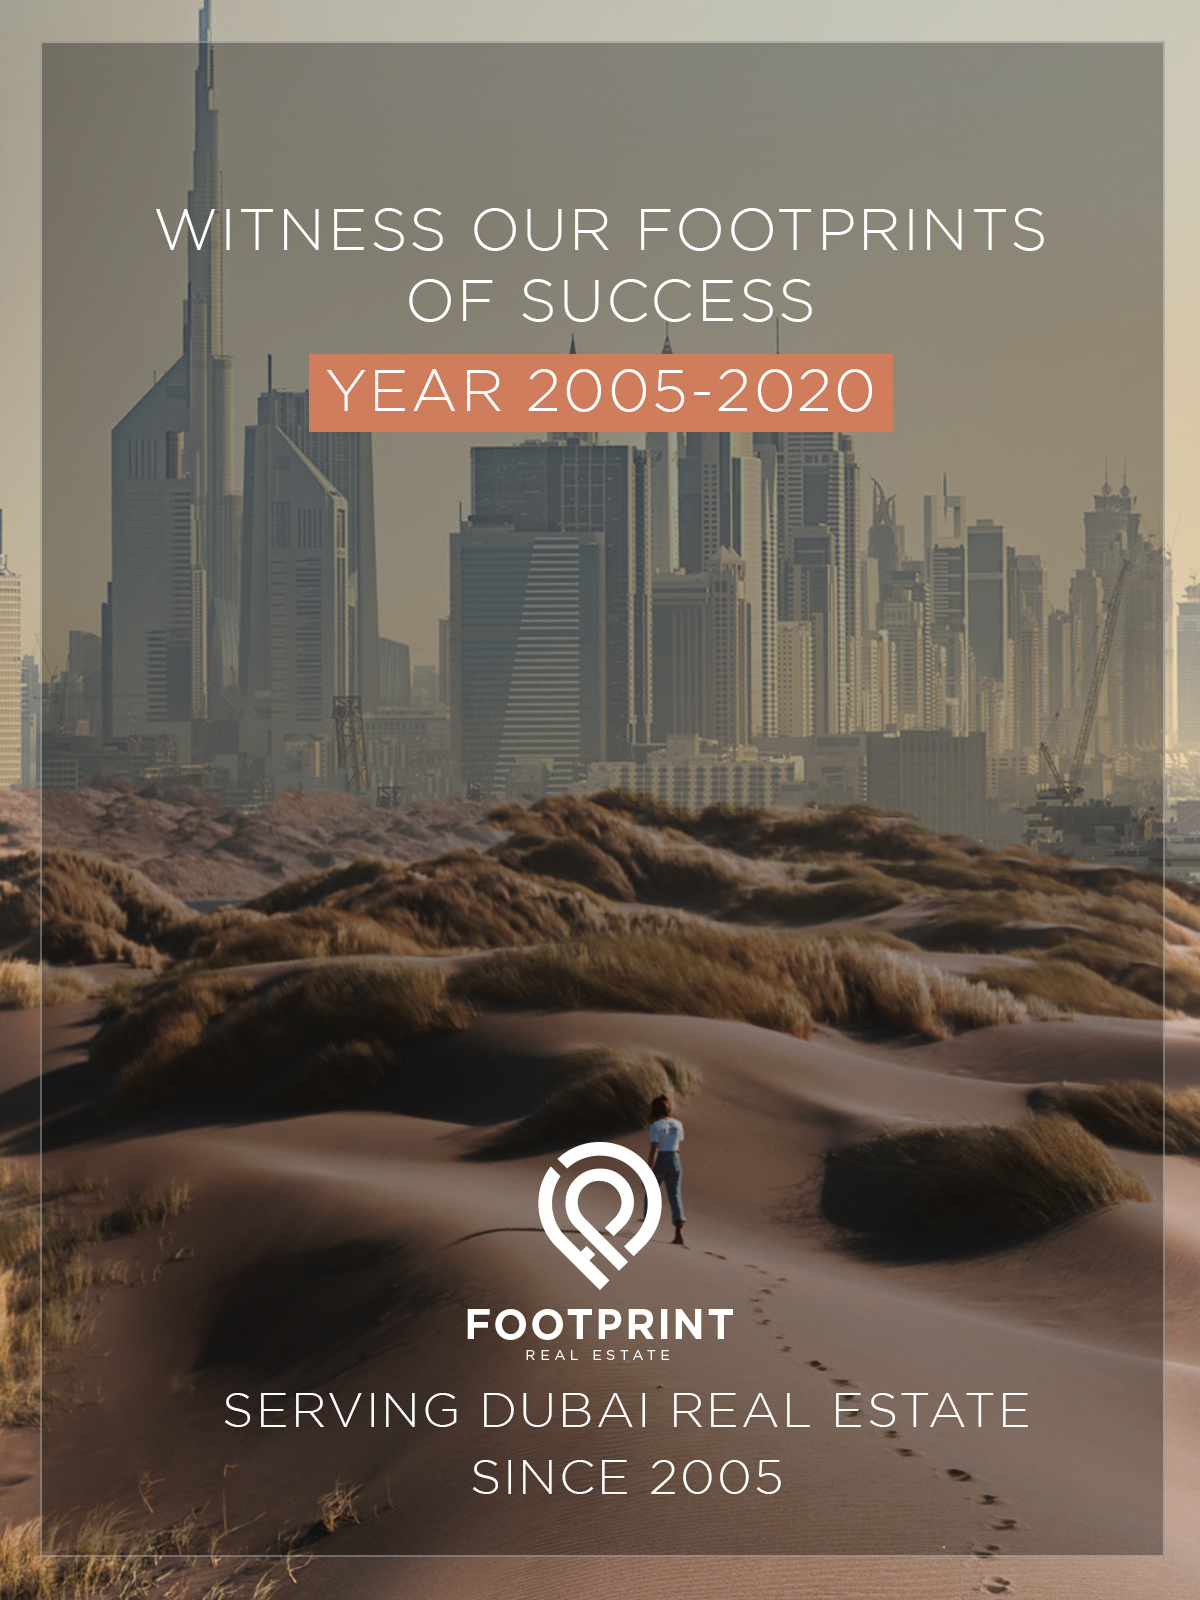 WITNESS OUR FOOTPRINTS
OF SUCCESS
YEAR 2005-2020
FOOTPRINT
REAL ESTATE
SERVING DUBAI REAL ESTATE
SINCE 2005